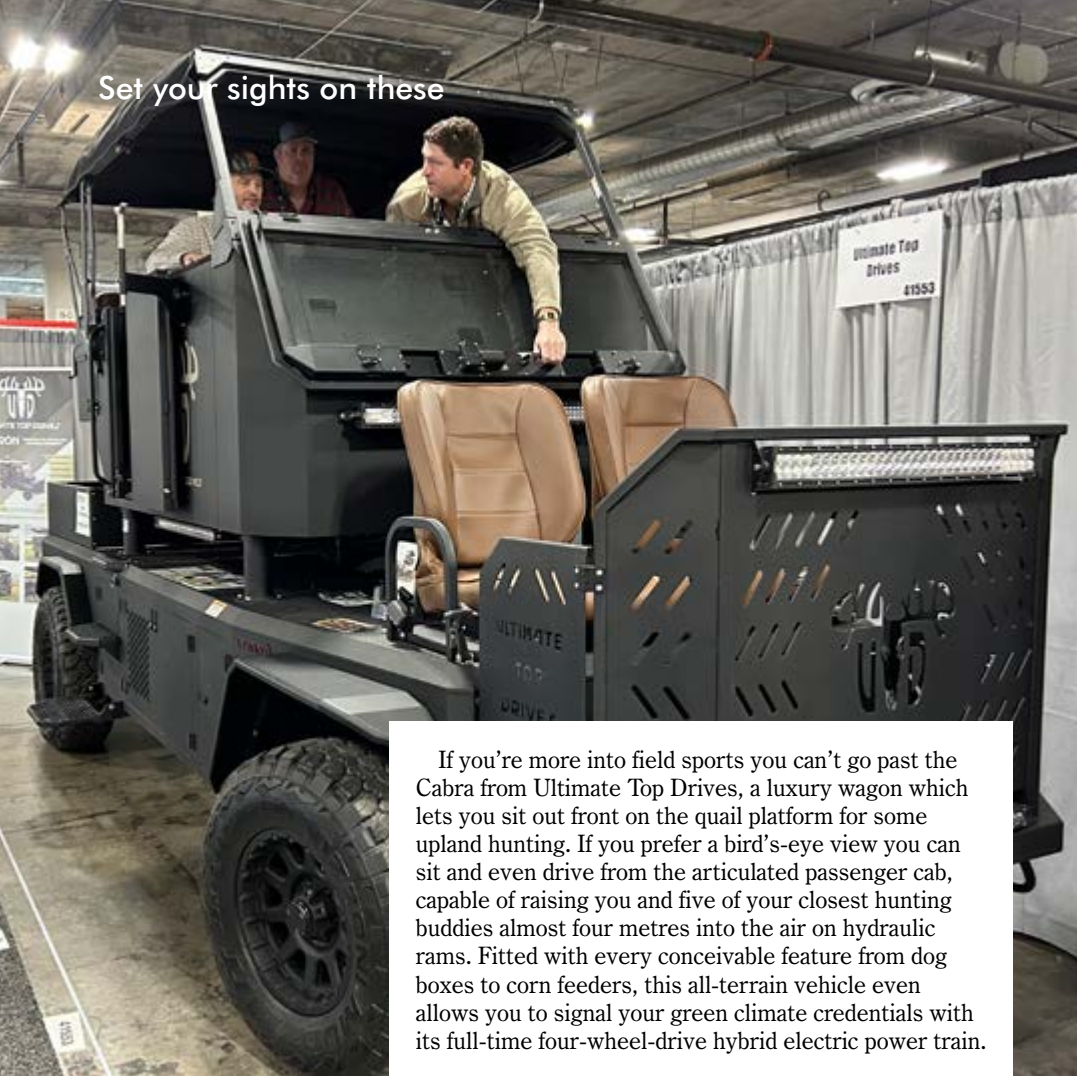 Set your sights on these
Ultimate Top
Drives
41553
ULTIMATE
TOP
DRIVES
UTD
If you’re more into field sports you can’t go past the
Cabra from Ultimate Top Drives, a luxury wagon which
lets you sit out front on the quail platform for some
upland hunting. If you prefer a bird’s-eye view you can
sit and even drive from the articulated passenger cab,
capable of raising you and five of your closest hunting
buddies almost four metres into the air on hydraulic
rams. Fitted with every conceivable feature from dog
boxes to corn feeders, this all-terrain vehicle even
allows you to signal your green climate credentials with
its full-time four-wheel-drive hybrid electric power train.
41553